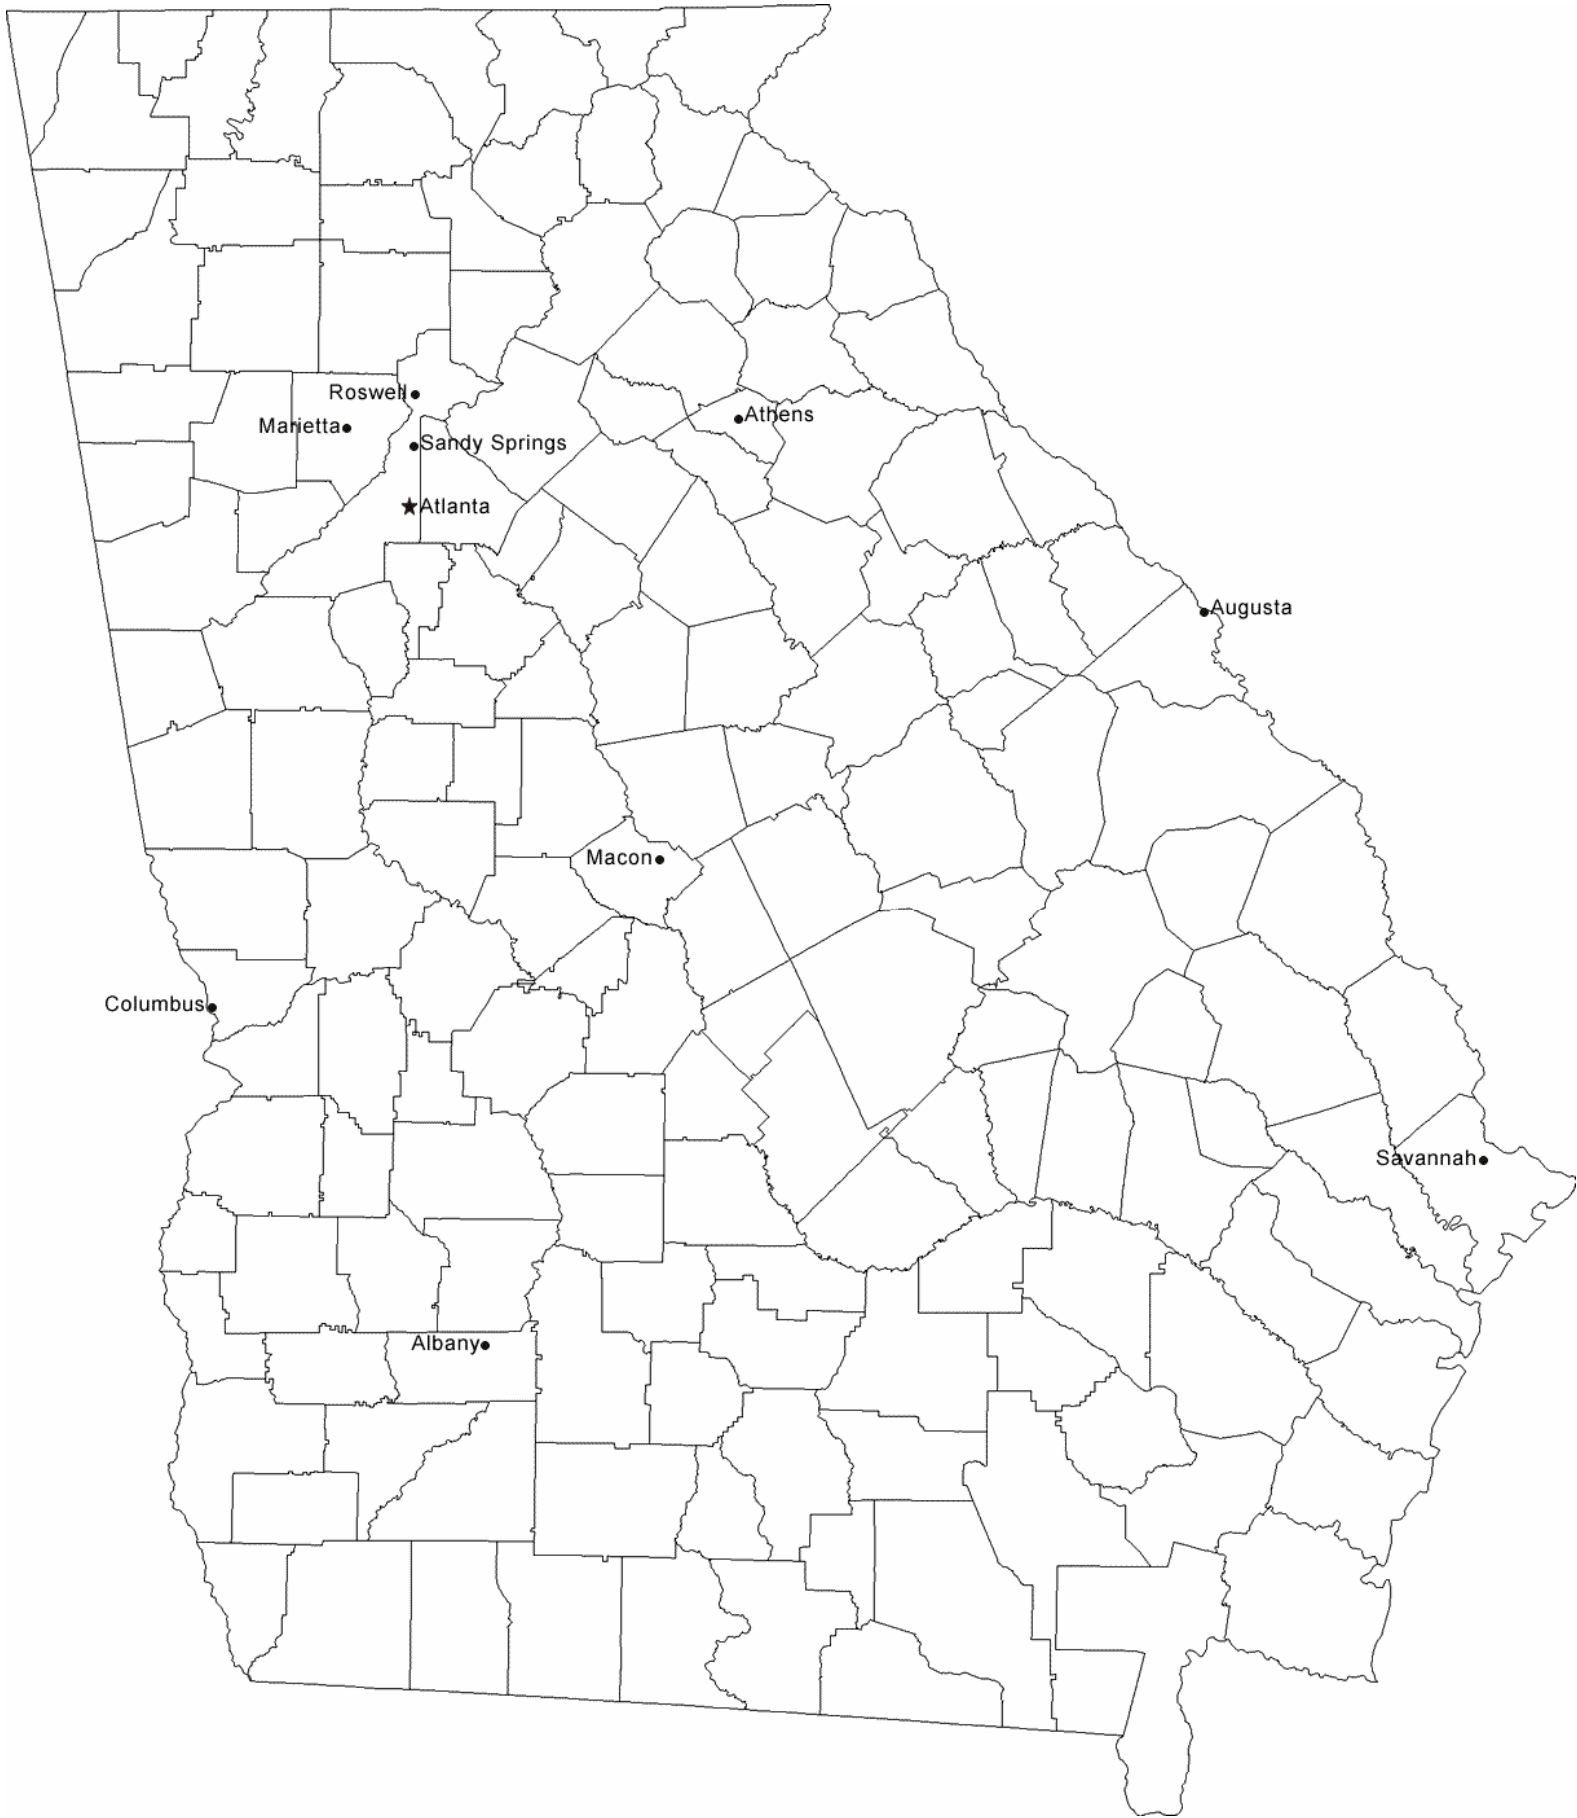 Roswell
Marietta
Athens
Sandy Springs
Atlanta
Augusta
Macon
Columbus
Savannah
Albany